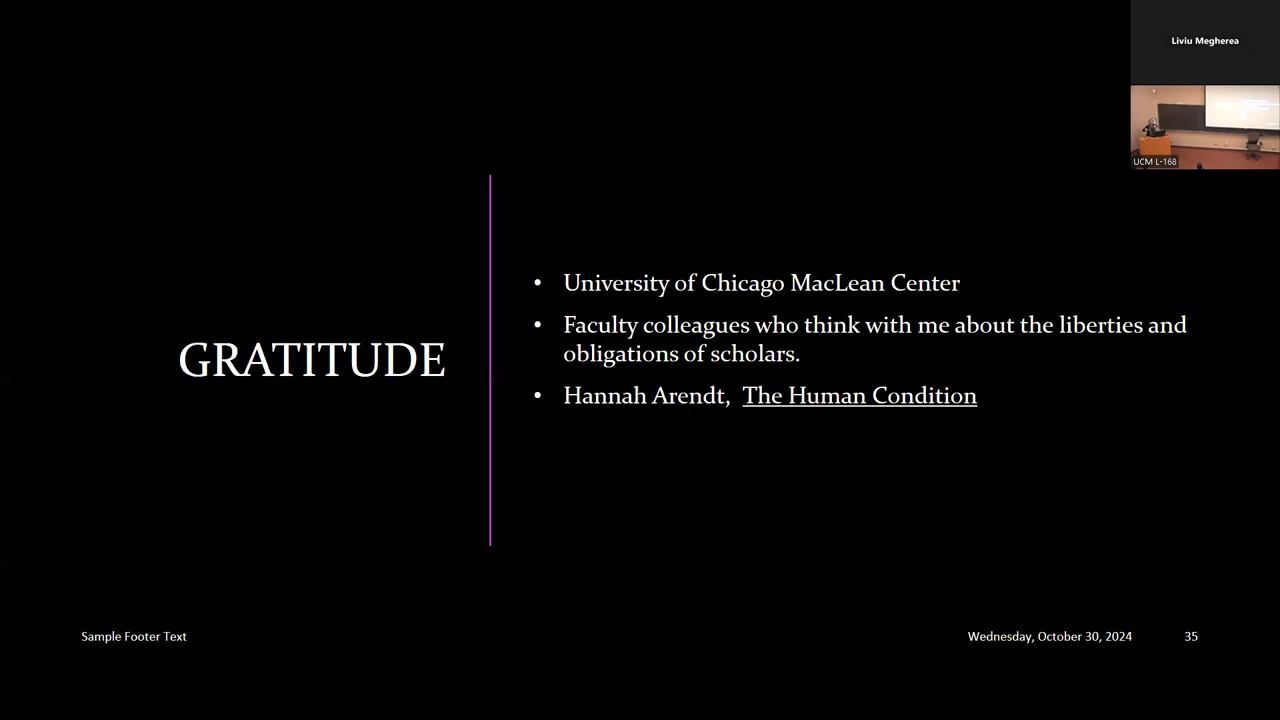 Liviu Megherea
UCM L-168
GRATITUDE
• University of Chicago MacLean Center
• Faculty colleagues who think with me about the liberties and
obligations of scholars.
• Hannah Arendt, The Human Condition
Sample Footer Text
Wednesday, October 30, 2024
35